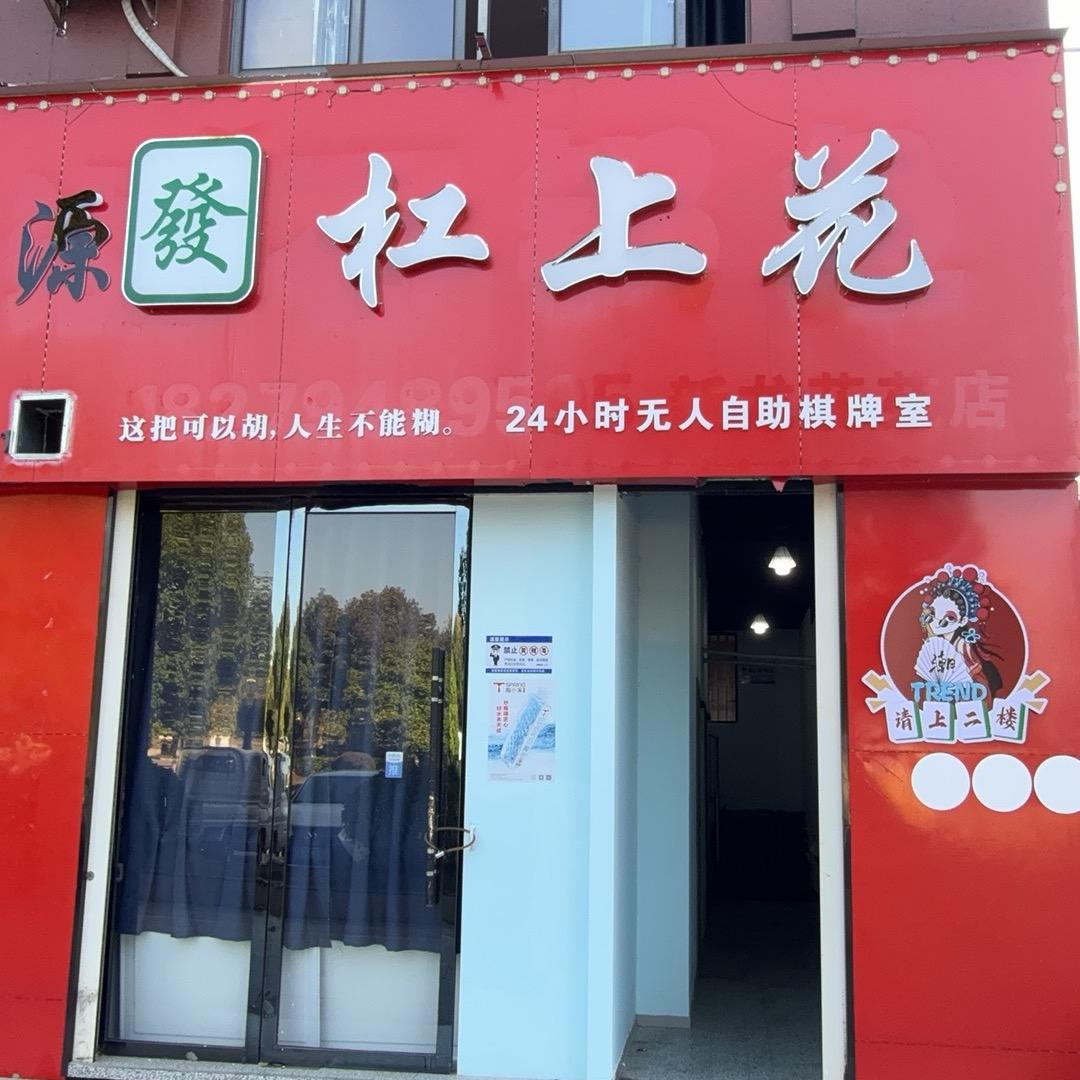 源 發 杠上花
这把可以胡,人生不能糊。 24小时无人自助棋牌室
禁止黄赌毒
潮
TREND
请上二楼